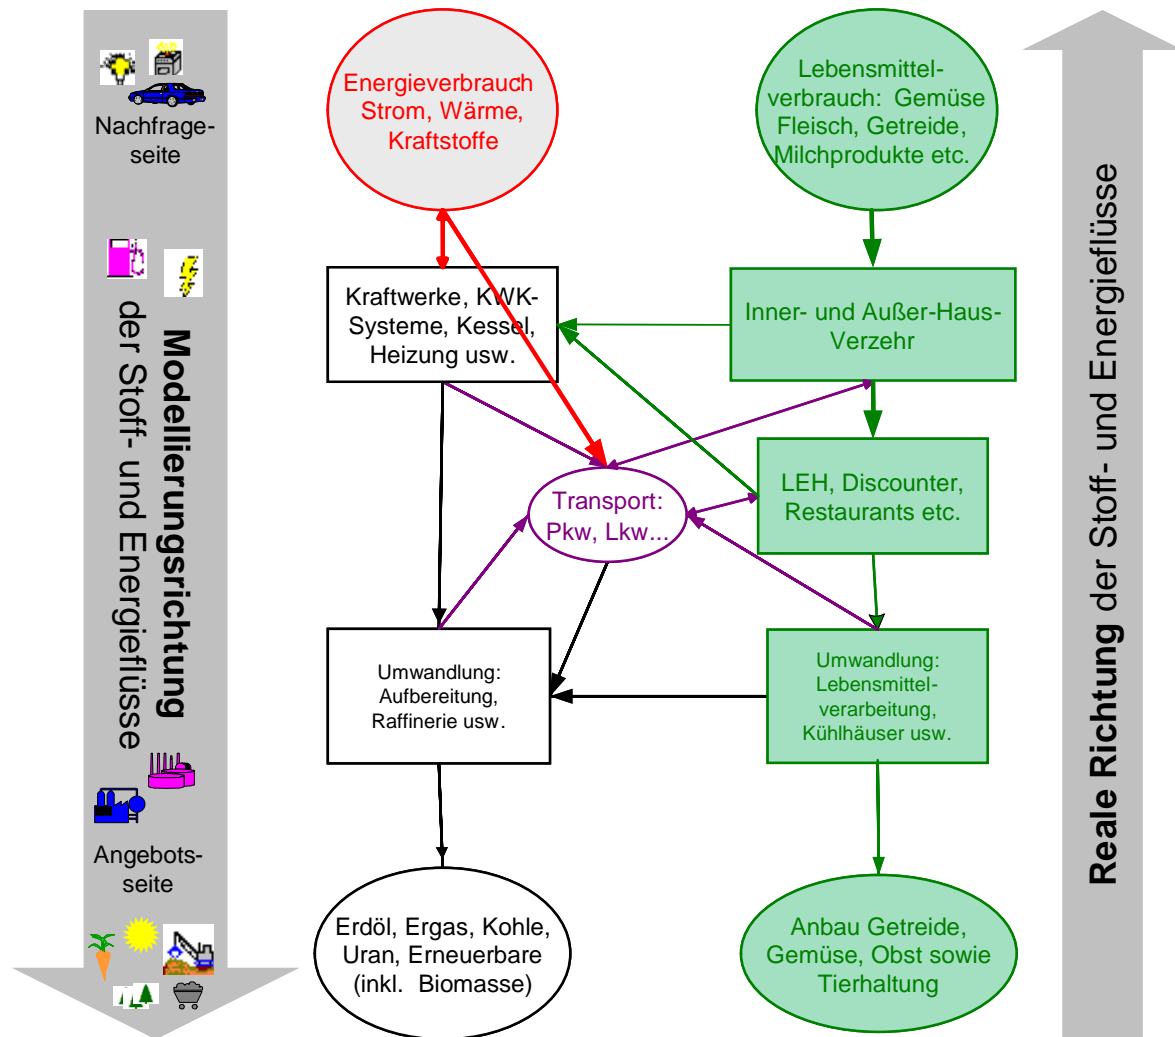 Nachfrage-
seite
Modellierungsrichtung
der Stoff- und Energieflüsse
Angebots-
seite
Energieverbrauch
Strom, Wärme,
Kraftstoffe
Lebensmittel-
verbrauch: Gemüse
Fleisch, Getreide,
Milchprodukte etc.
Kraftwerke, KWK-
Systeme, Kessel,
Heizung usw.
Inner- und Außer-Haus-
Verzehr
Transport:
Pkw, Lkw...
LEH, Discounter,
Restaurants etc.
Umwandlung:
Aufbereitung,
Raffinerie usw.
Umwandlung:
Lebensmittel-
verarbeitung,
Kühlhäuser usw.
Erdöl, Ergas, Kohle,
Uran, Erneuerbare
(inkl. Biomasse)
Anbau Getreide,
Gemüse, Obst sowie
Tierhaltung
Reale Richtung der Stoff- und Energieflüsse